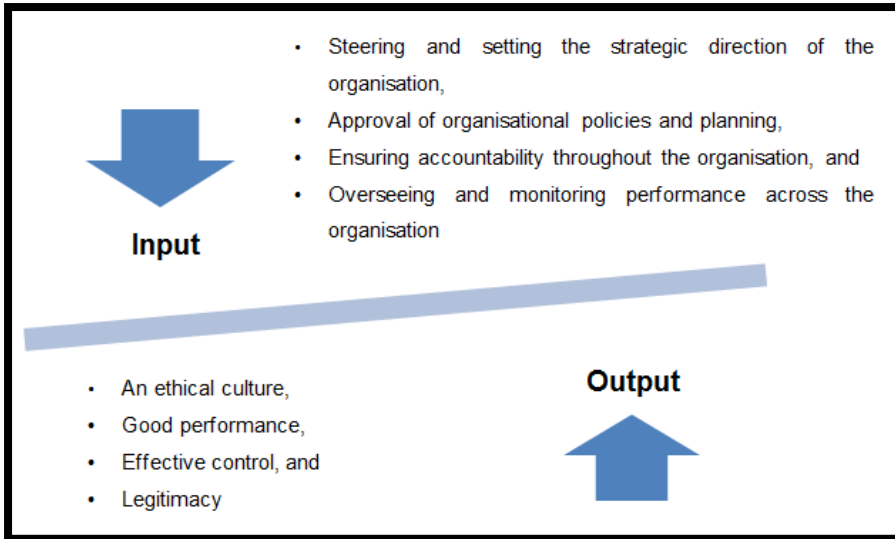 • Steering and setting the strategic direction of the
organisation,
• Approval of organisational policies and planning,
• Ensuring accountability throughout the organisation, and
• Overseeing and monitoring performance across the
organisation
Input
• An ethical culture,
• Good performance,
• Effective control, and
• Legitimacy
Output